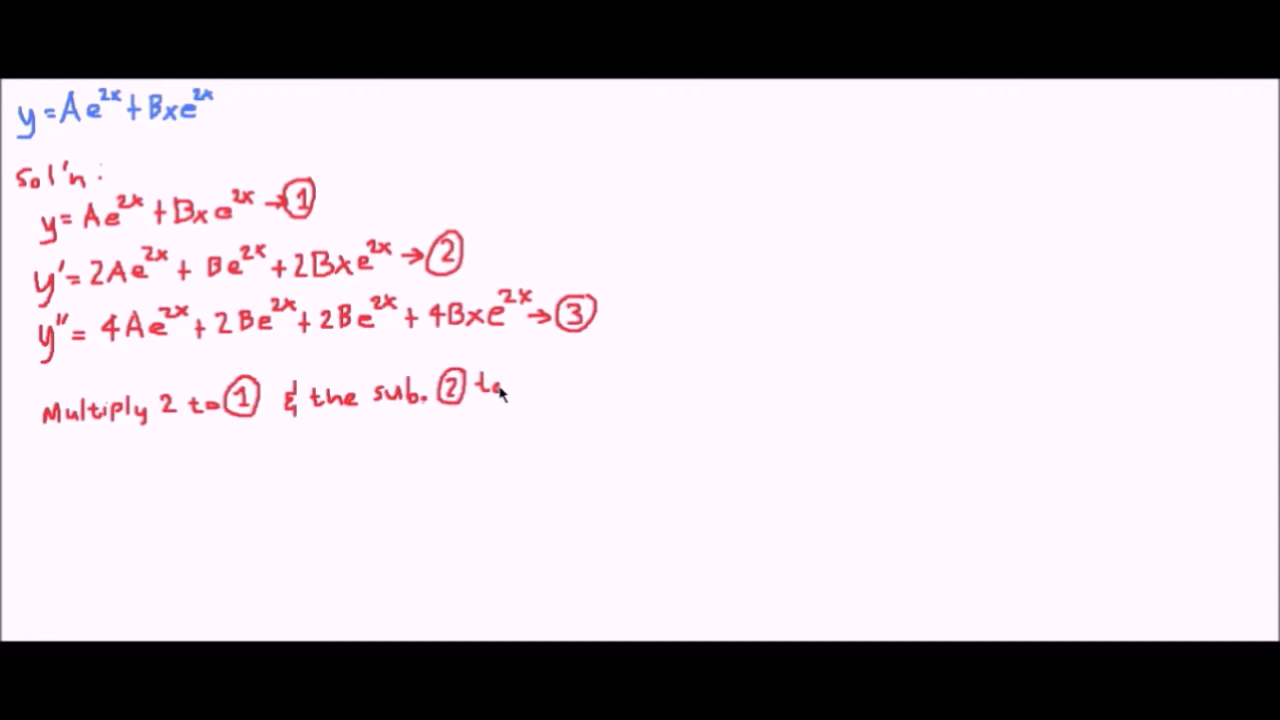 y = Ae^2x + Bxe^2x
Sol'n :
y = Ae^2x + Bxe^2x → ①
y' = 2Ae^2x + Be^2x + 2Bxe^2x → ②
y" = 4Ae^2x + 2Be^2x + 2Be^2x + 4Bxe^2x → ③
Multiply 2 to ① & the sub. ② to